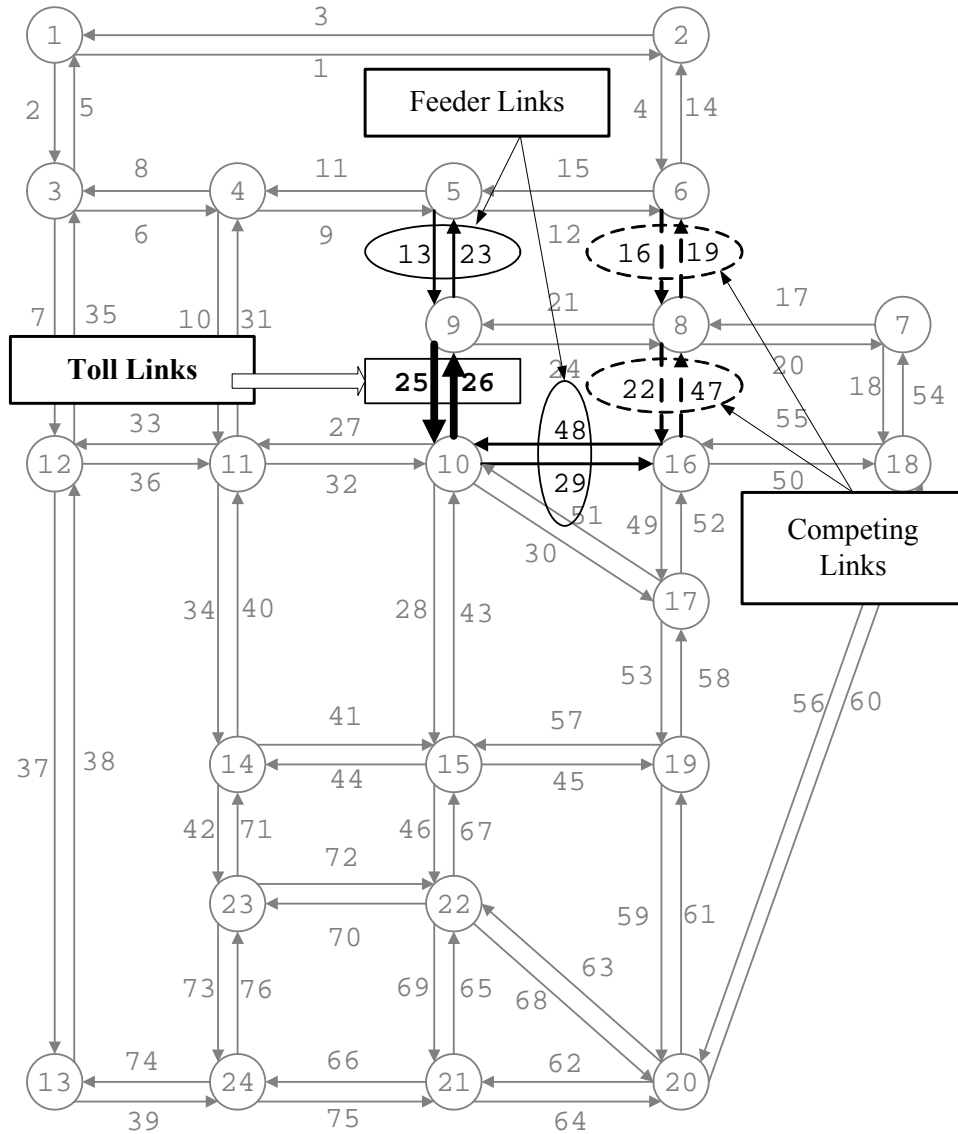 3
1 2
1
Feeder Links
2 5 4 14
8 11 15
3 4 5 6
6 9 12
13 23 16 19
7 35 10 31 21 17
9 8 7
Toll Links 25 26 24 22 47 20 18 54
33 27 48 55
12 11 10 16 18
36 32 29 50
51 49 52 Competing
30 Links
17
34 40 28 43
53 58
56 60
41 57
37 38 14 15 19
44 45
42 71 46 67
72
23 22 59 61
70
63
73 76 69 65 68
74 66 62
13 24 21 20
39 75 64